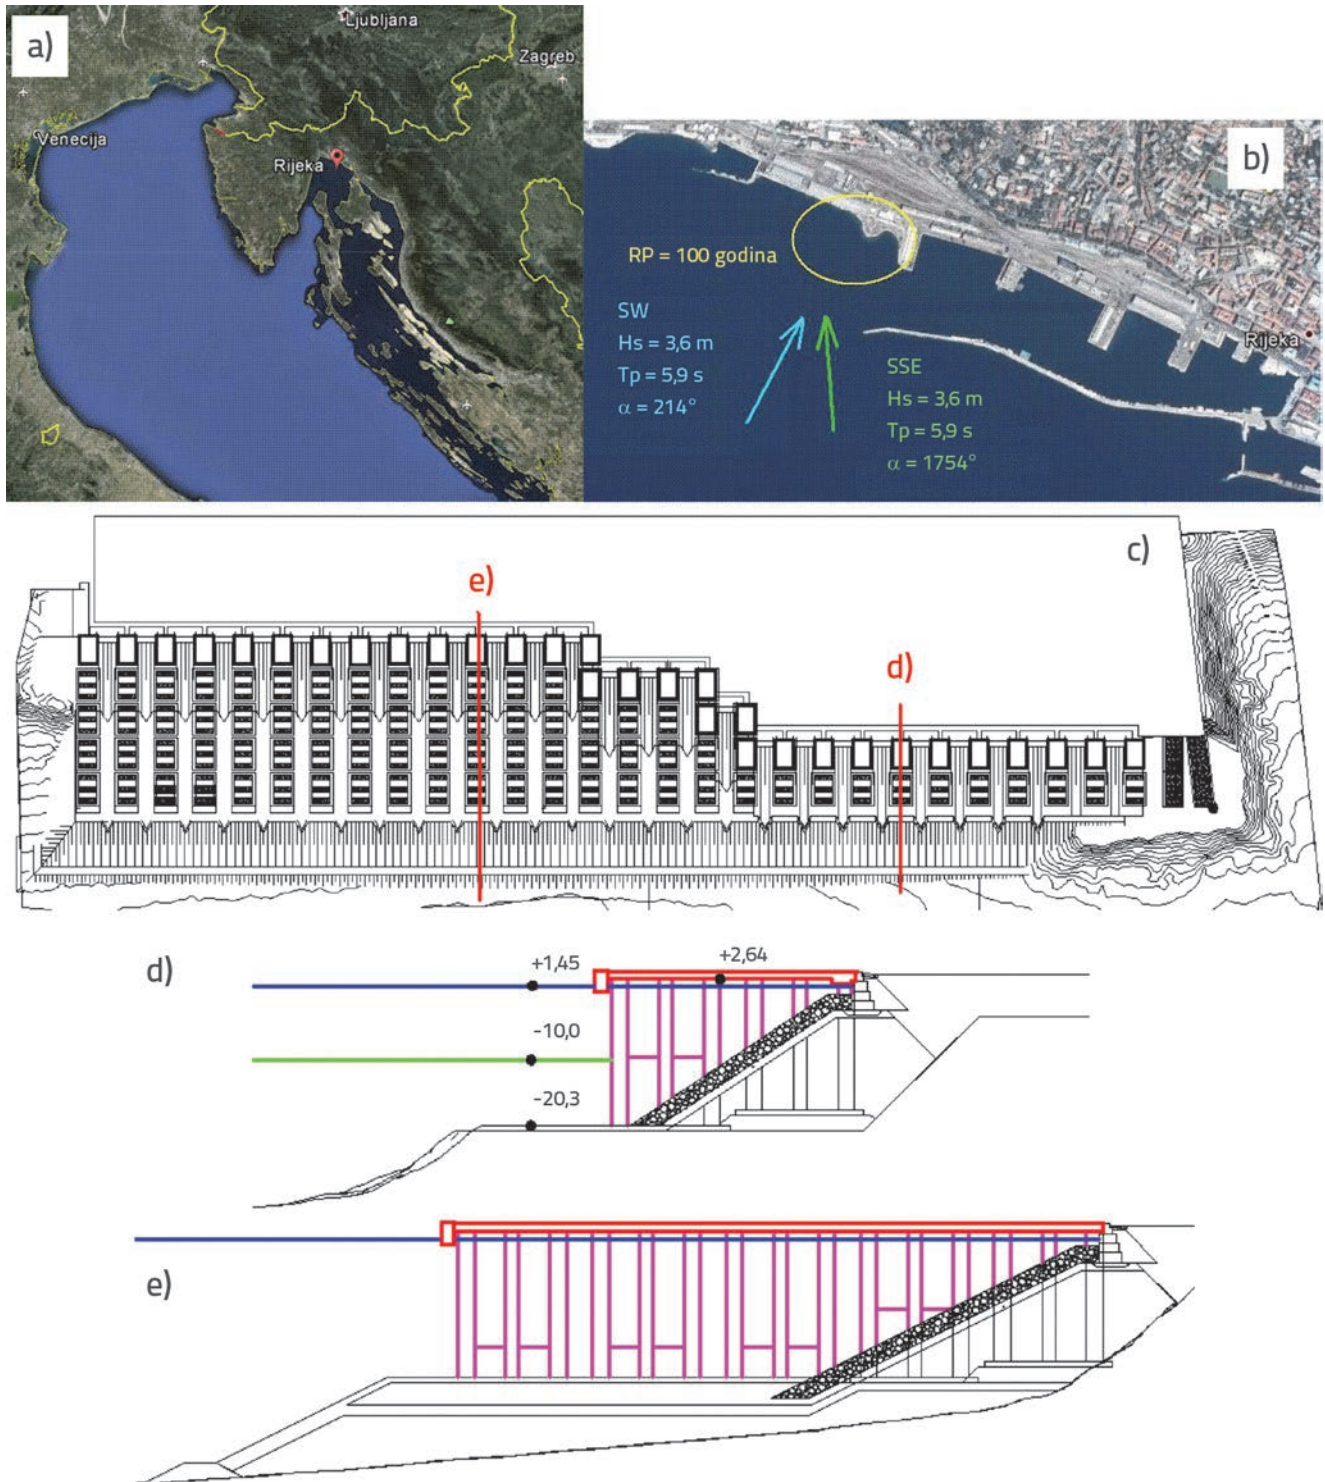 a)
Ljubljana
Zagreb
Venecija
Rijeka
b)
RP = 100 godina
SW
Hs = 3,6 m
Tp = 5,9 s
α = 214°
SSE
Hs = 3,6 m
Tp = 5,9 s
α = 1754°
Rijeka
c)
e)
d)
d)
+1,45
+2,64
-10,0
-20,3
e)